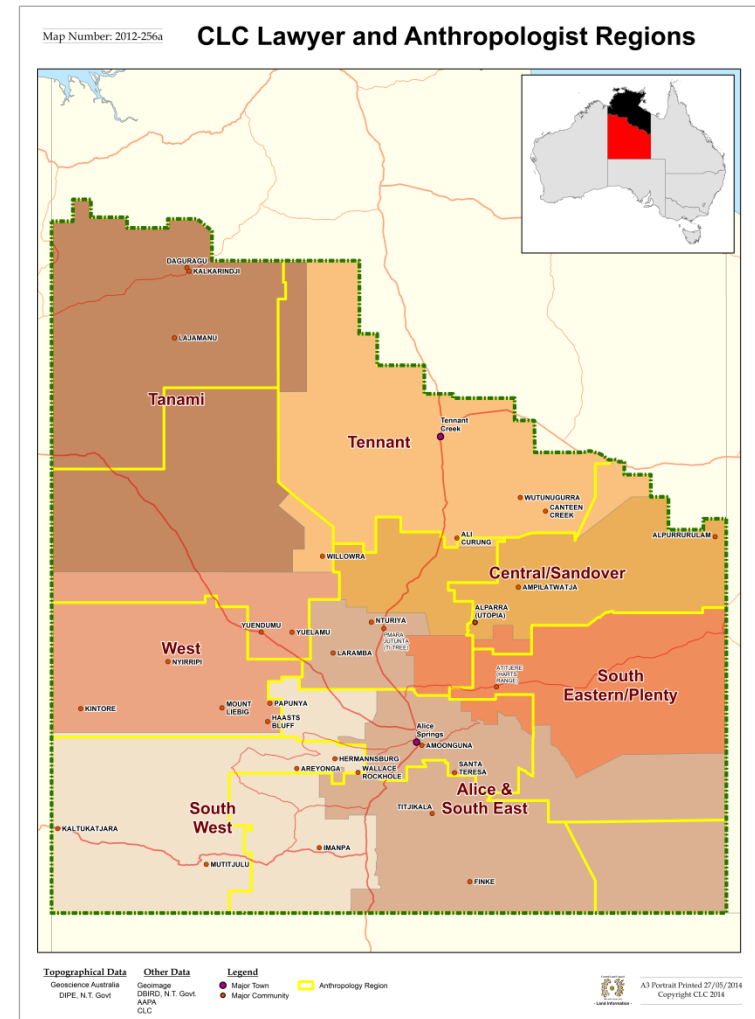 Map Number: 2012-256a
CLC Lawyer and Anthropologist Regions
DAGURAGU
KALKARINDJI
LAJAMANU
Tanami
Tennant
Creek
Tennant
WUTUNUGURRA
CANTEEN
CREEK
ALI
CURUNG
ALPURRURULAM
WILLOWRA
Central/Sandover
AMPILATWATJA
ALPARRA
(UTOPIA)
NTURIYA
PMARA
JUTUNTA
(TI TREE)
YUENDUMU
YUELAMU
West
LARAMBA
NYIRRIPI
ATITJERE
(HARTS
RANGE)
South
Eastern/Plenty
KINTORE
MOUNT
LIEBIG
PAPUNYA
HAASTS
BLUFF
Alice
Springs
AMOONGUNA
HERMANNSBURG
AREYONGA
WALLACE
ROCKHOLE
SANTA
TERESA
Alice &
South East
TITJIKALA
South
West
KALTUKATJARA
IMANPA
MUTITJULU
FINKE
Topographical Data
Geoscience Australia
DIPE, N.T. Govt
Other Data
Geoimage
DBIRD, N.T. Govt.
AAPA
CLC
Legend
Major Town
Major Community
Anthropology Region
- Land Information -
A3 Portrait Printed 27/05/2014
Copyright CLC 2014